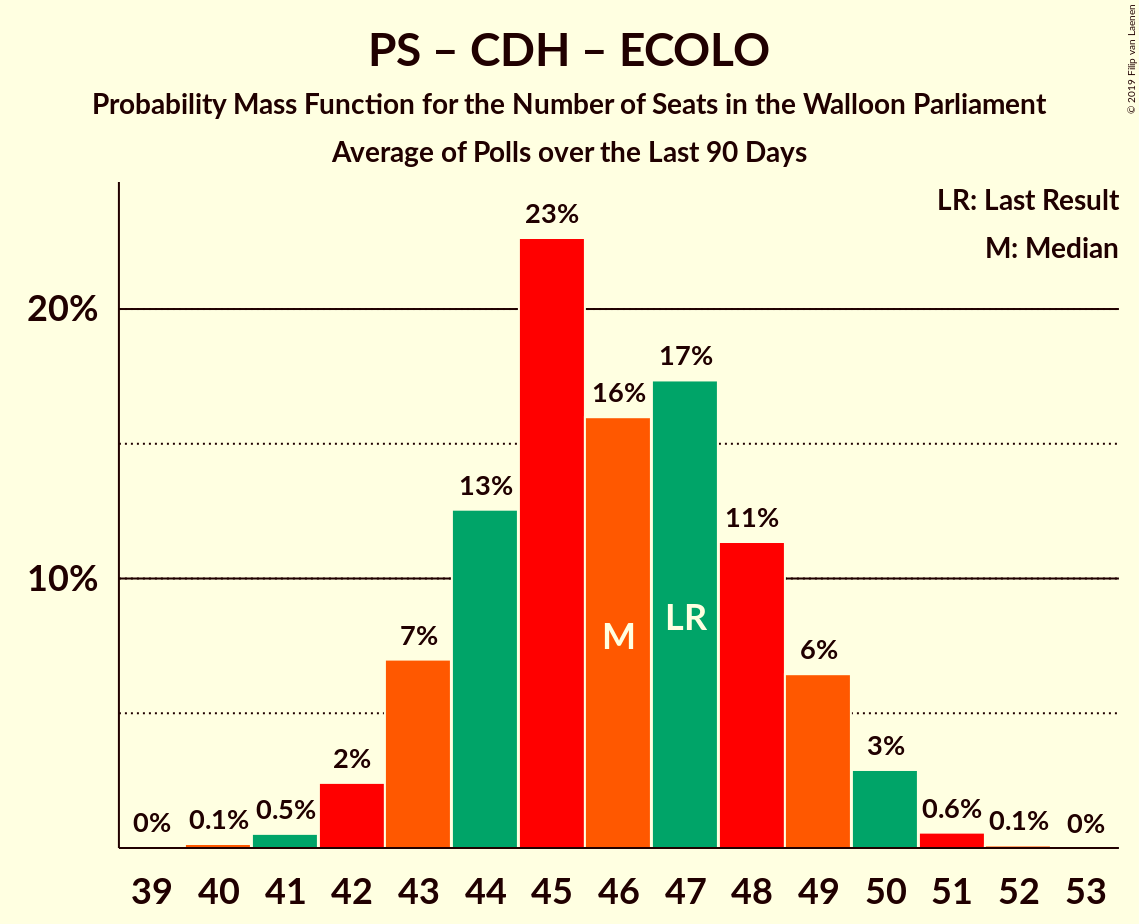 PS – CDH – ECOLO
Probability Mass Function for the Number of Seats in the Walloon Parliament
Average of Polls over the Last 90 Days
© 2019 Filip van Laenen
LR: Last Result
M: Median
20%
10%
0%
0.1%
0.5%
2%
7%
13%
23%
16%
17%
11%
6%
3%
0.6%
0.1%
0%
M
LR
39 40 41 42 43 44 45 46 47 48 49 50 51 52 53